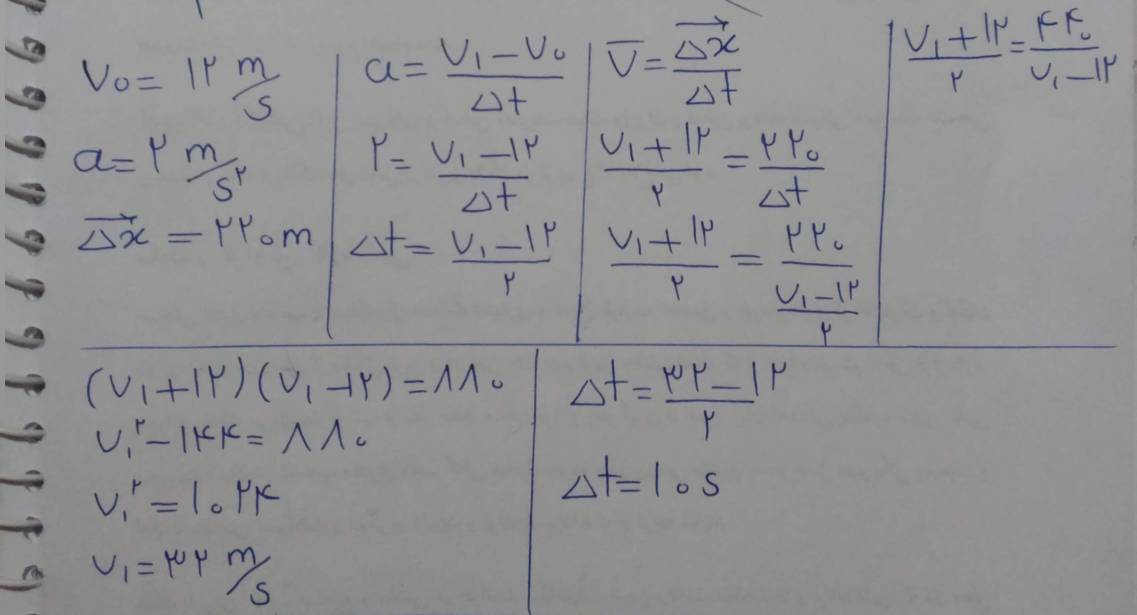 V₀ = ۱۲ m/s
a = ۲ m/s²
Δx⃗ = ۲۲۰ m
a = (V₁ - V₀)/Δt
۲ = (V₁ - ۱۲)/Δt
Δt = (V₁ - ۱۲)/۲
V̅ = Δx⃗/Δt
(V₁ + ۱۲)/۲ = ۲۲۰/Δt
(V₁ + ۱۲)/۲ = ۲۲۰/((V₁ - ۱۲)/۲)
(V₁ + ۱۲)/۲ = ۴۴۰/(V₁ - ۱۲)
(V₁ + ۱۲)(V₁ - ۱۲) = ۸۸۰
V₁² - ۱۴۴ = ۸۸۰
V₁² = ۱۰۲۴
V₁ = ۳۲ m/s
Δt = (۳۲ - ۱۲)/۲
Δt = ۱۰ s